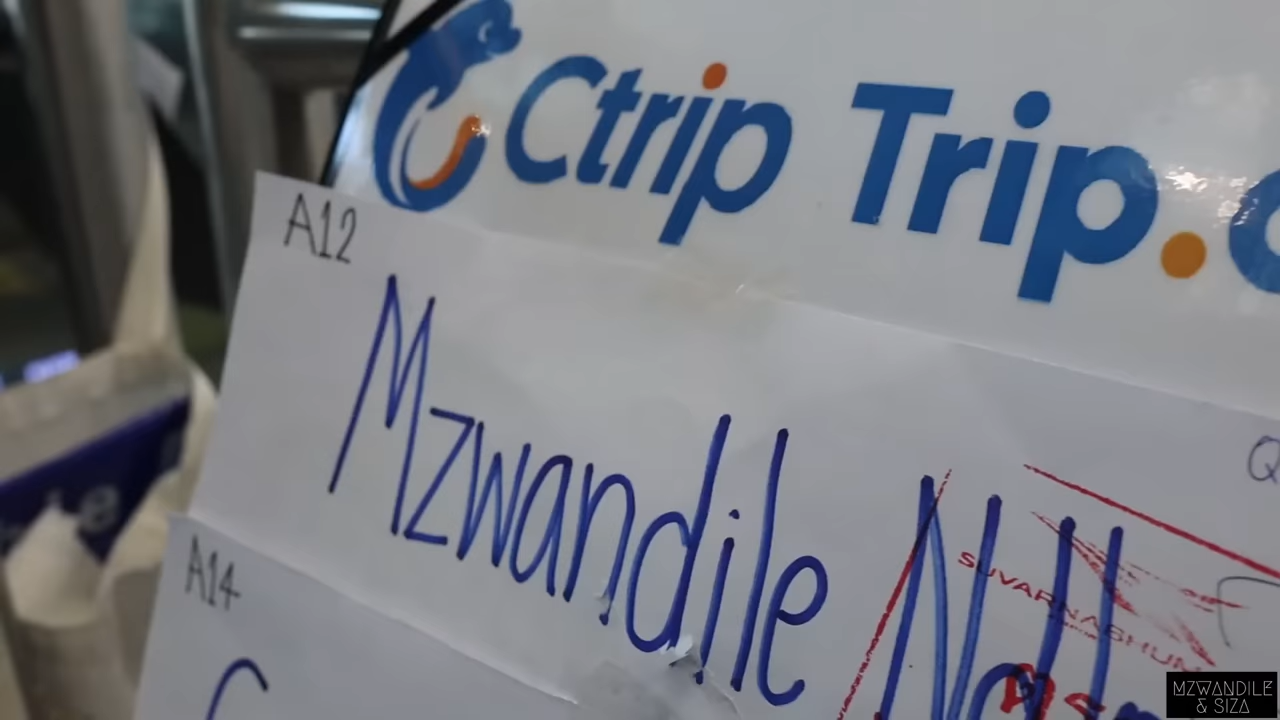 Ctrip Trip.
A12
Mzwandile
Q
SUVARNABHUMI
A14
MZWANDILE
& SIZA